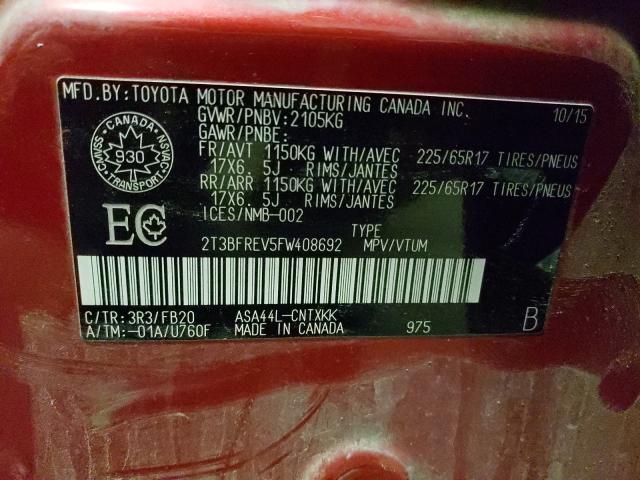 MFD.BY:TOYOTA MOTOR MANUFACTURING CANADA INC. 10/15
GVWR/PNBV:2105KG
GAWR/PNBE:
FR/AVT 1150KG WITH/AVEC 225/65R17 TIRES/PNEUS
17X6.5J RIMS/JANTES
RR/ARR 1150KG WITH/AVEC 225/65R17 TIRES/PNEUS
17X6.5J RIMS/JANTES
ICES/NMB-002
CANADA
CMVSS 930 NSVAC
TRANSPORT
EC
TYPE
2T3BFREV5FW408692 MPV/VTUM
C/TR:3R3/FB20 ASA44L-CNTXKK
A/TM:-01A/U760F MADE IN CANADA 975 B